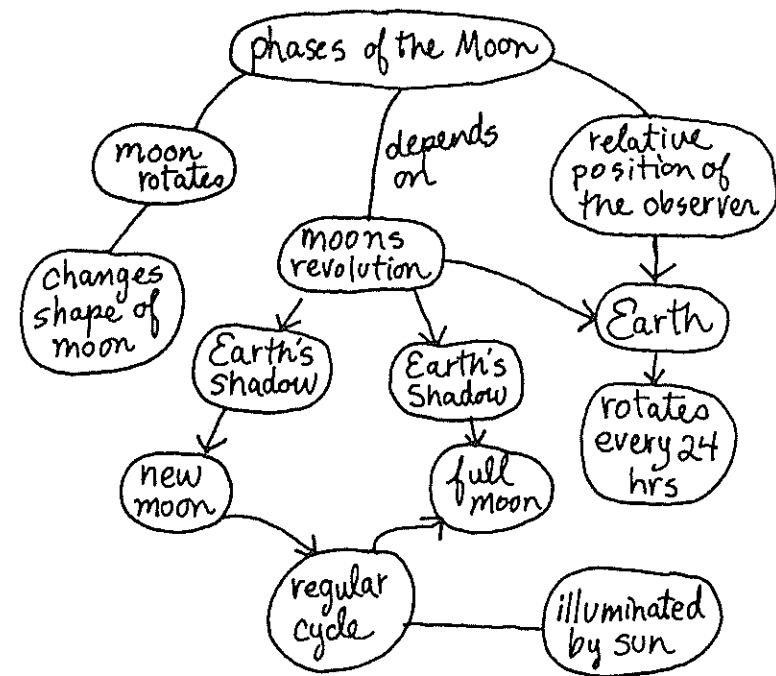 phases of the Moon
moon
rotates
changes
shape of
moon
depends
on
moons
revolution
Earth's
shadow
new
moon
Earth's
Shadow
full
moon
regular
cycle
illuminated
by sun
relative
position of
the observer
Earth
rotates
every 24
hrs